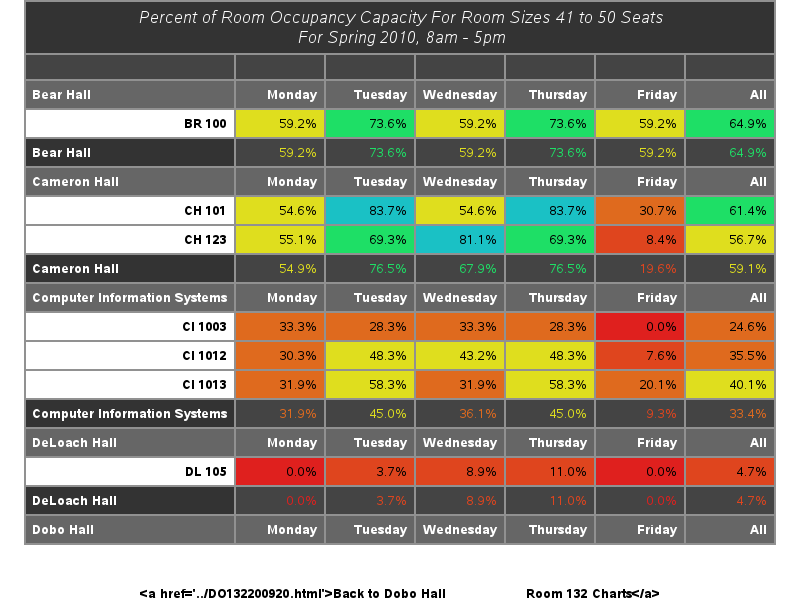 Percent of Room Occupancy Capacity For Room Sizes 41 to 50 Seats
For Spring 2010, 8am - 5pm
Bear Hall Monday Tuesday Wednesday Thursday Friday All
BR 100 59.2% 73.6% 59.2% 73.6% 59.2% 64.9%
Bear Hall 59.2% 73.6% 59.2% 73.6% 59.2% 64.9%
Cameron Hall Monday Tuesday Wednesday Thursday Friday All
CH 101 54.6% 83.7% 54.6% 83.7% 30.7% 61.4%
CH 123 55.1% 69.3% 81.1% 69.3% 8.4% 56.7%
Cameron Hall 54.9% 76.5% 67.9% 76.5% 19.6% 59.1%
Computer Information Systems Monday Tuesday Wednesday Thursday Friday All
CI 1003 33.3% 28.3% 33.3% 28.3% 0.0% 24.6%
CI 1012 30.3% 48.3% 43.2% 48.3% 7.6% 35.5%
CI 1013 31.9% 58.3% 31.9% 58.3% 20.1% 40.1%
Computer Information Systems 31.9% 45.0% 36.1% 45.0% 9.3% 33.4%
DeLoach Hall Monday Tuesday Wednesday Thursday Friday All
DL 105 0.0% 3.7% 8.9% 11.0% 0.0% 4.7%
DeLoach Hall 0.0% 3.7% 8.9% 11.0% 0.0% 4.7%
Dobo Hall Monday Tuesday Wednesday Thursday Friday All
<a href='../DO132200920.html'>Back to Dobo Hall Room 132 Charts</a>